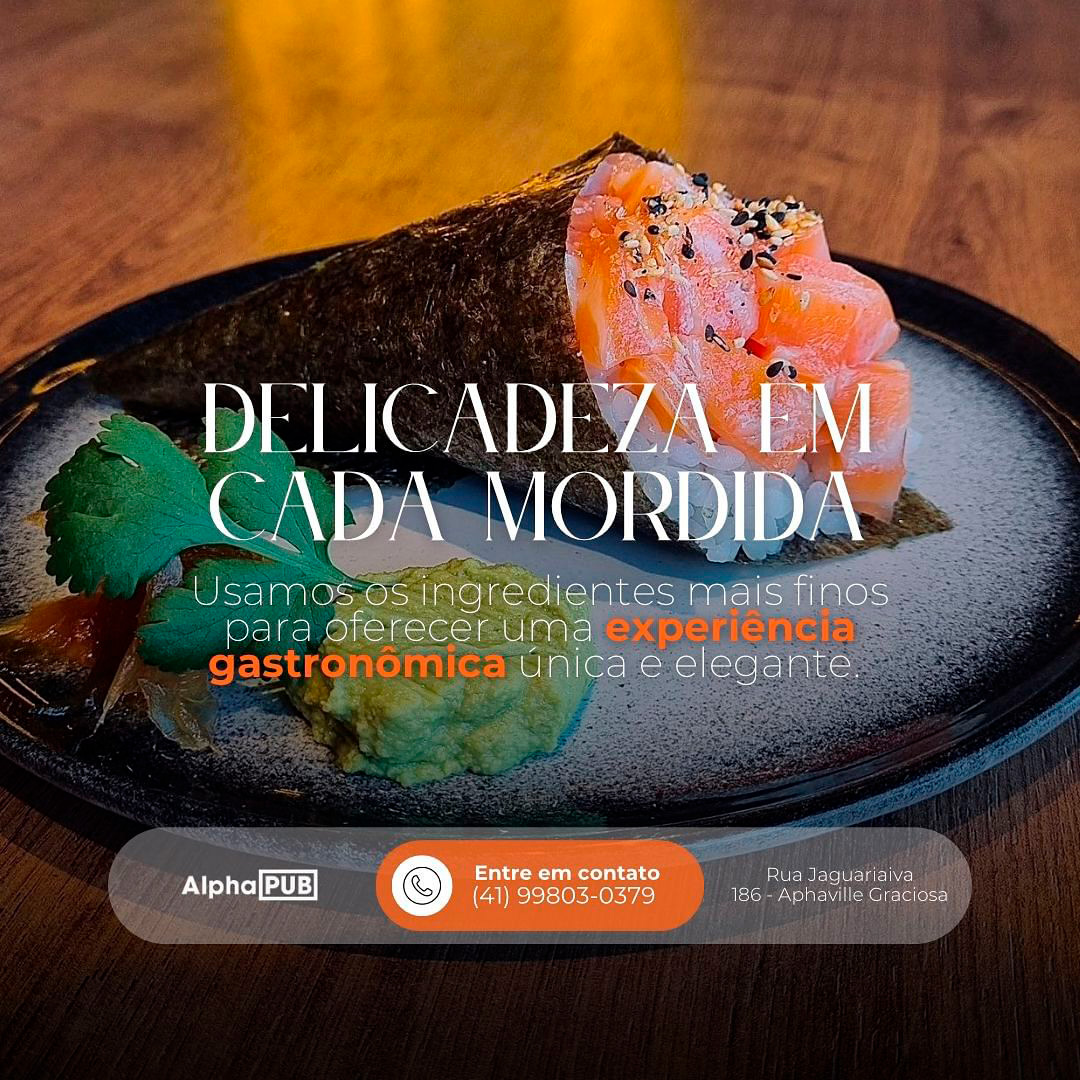 DELICADEZA EM
CADA MORDIDA
Usamos os ingredientes mais finos
para oferecer uma experiência
gastronômica única e elegante.
AlphaPUB
Entre em contato
(41) 99803-0379
Rua Jaguariaiva
186 - Aphaville Graciosa